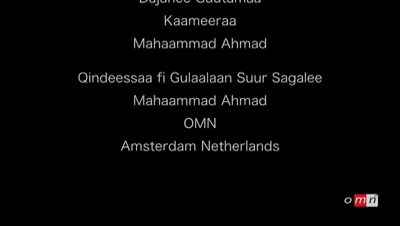 Kaameeraa
Mahaammad Ahmad
Qindeessaa fi Gulaalaan Suur Sagalee
Mahaammad Ahmad
OMN
Amsterdam Netherlands
omn